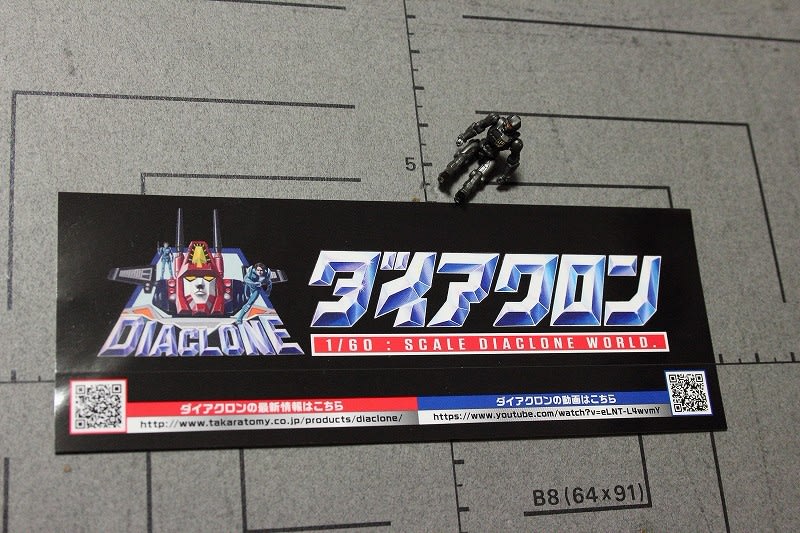 5
DIACLONE
ダイアクロン
1/60 : SCALE DIACLONE WORLD.
ダイアクロンの最新情報はこちら
http://www.takaratomy.co.jp/products/diaclone/
ダイアクロンの動画はこちら
https://www.youtube.com/watch?v=eLNT-L4wvmY
B8 (64×91)